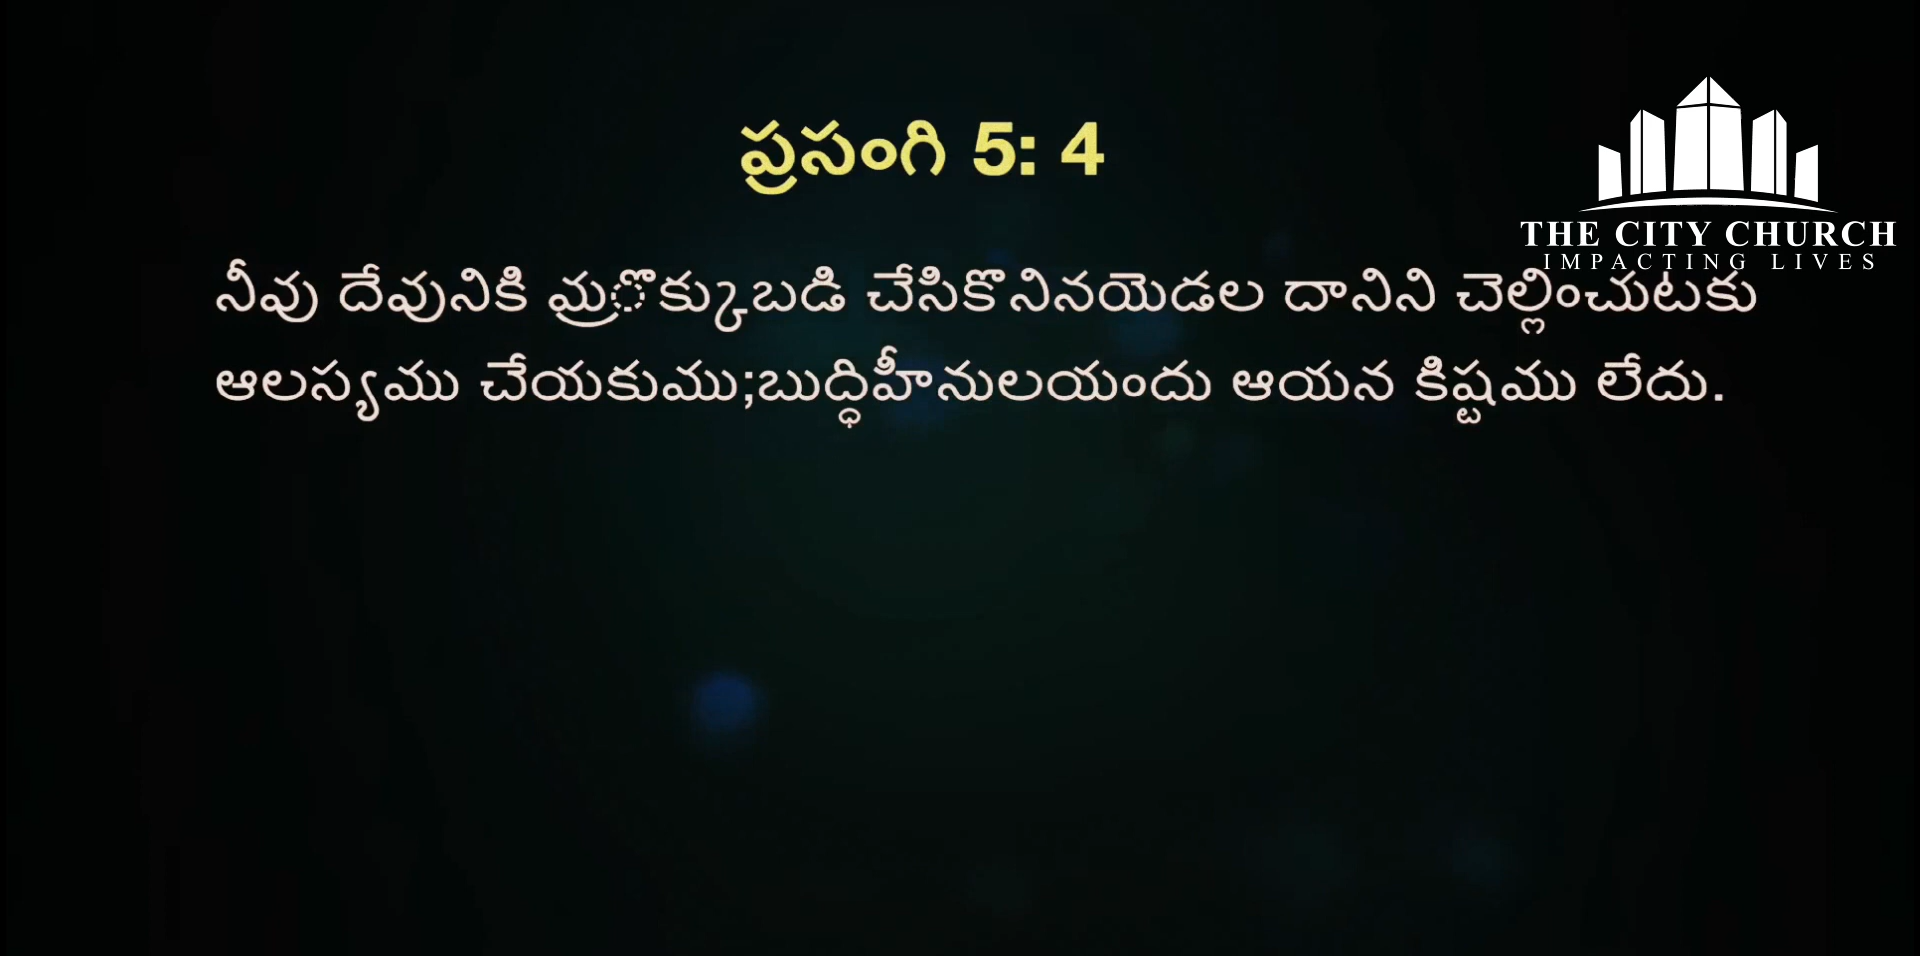 ప్రసంగి 5: 4
THE CITY CHURCH
IMPACTING LIVES
నీవు దేవునికి మ్ర్రొక్కుబడి చేసికొనినయెడల దానిని చెల్లించుటకు
ఆలస్యము చేయకుము;బుద్ధిహీనులయందు ఆయన కిష్టము లేదు.